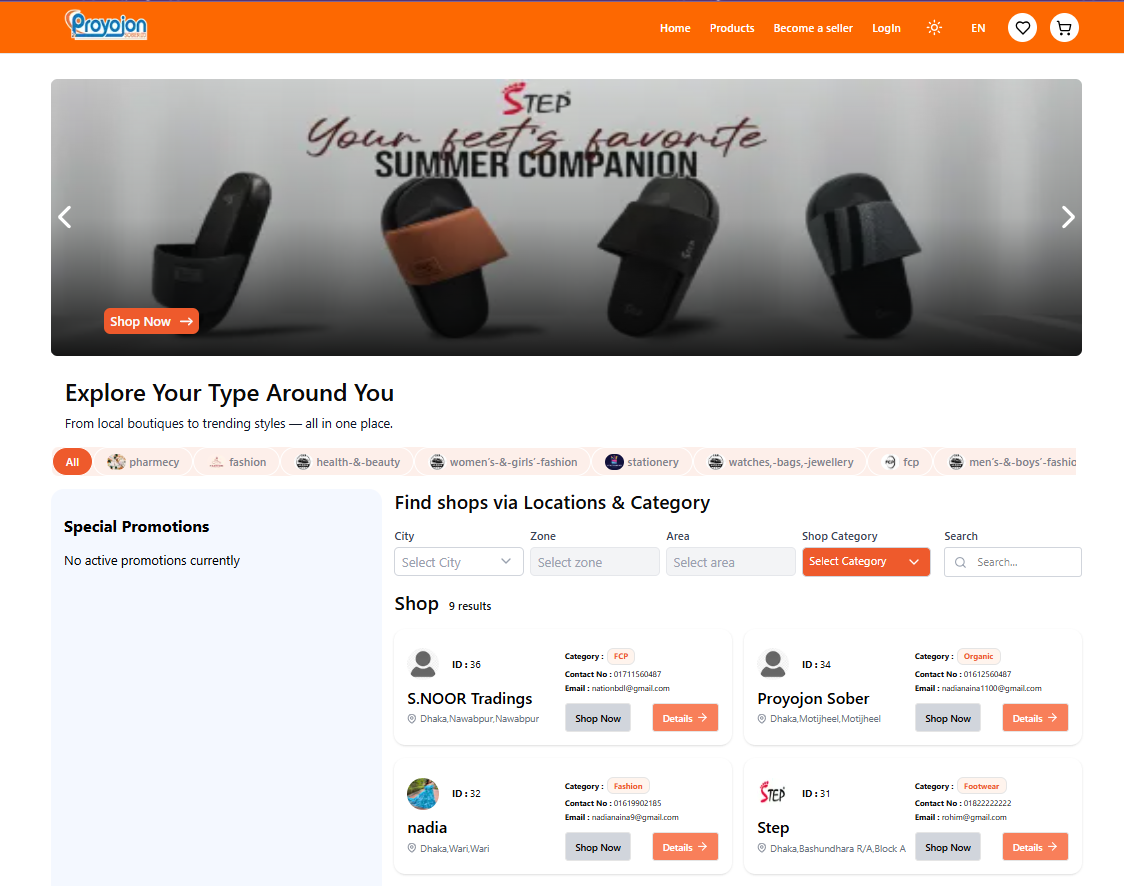 Proyojon
Home Products Become a seller LogIn EN
STEP
Your feet's favorite
SUMMER COMPANION
STEP
Shop Now
Explore Your Type Around You
From local boutiques to trending styles — all in one place.
All pharmecy fashion health-&-beauty women's-&-girls'-fashion stationery watches,-bags,-jewellery fcp men's-&-boys'-fashio
Special Promotions
No active promotions currently
Find shops via Locations & Category
City Zone Area Shop Category Search
Select City Select zone Select area Select Category Search...
Shop 9 results
ID : 36
Category : FCP
Contact No : 01711560487
Email : nationbdl@gmail.com
S.NOOR Tradings
Dhaka,Nawabpur,Nawabpur
Shop Now Details
ID : 34
Category : Organic
Contact No : 01612560487
Email : nadianaina1100@gmail.com
Proyojon Sober
Dhaka,Motijheel,Motijheel
Shop Now Details
ID : 32
Category : Fashion
Contact No : 01619902185
Email : nadianaina9@gmail.com
nadia
Dhaka,Wari,Wari
Shop Now Details
STEP
ID : 31
Category : Footwear
Contact No : 01822222222
Email : rohim@gmail.com
Step
Dhaka,Bashundhara R/A,Block A
Shop Now Details